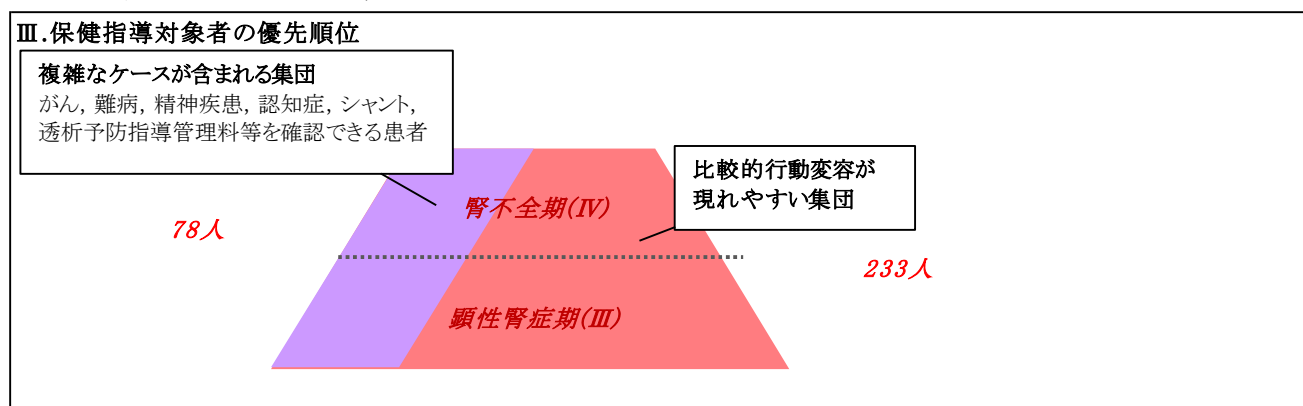 Ⅲ.保健指導対象者の優先順位
複雑なケースが含まれる集団
がん, 難病, 精神疾患, 認知症, シャント,
透析予防指導管理料等を確認できる患者
比較的行動変容が
現れやすい集団
腎不全期(Ⅳ)
78人
233人
顕性腎症期(Ⅲ)